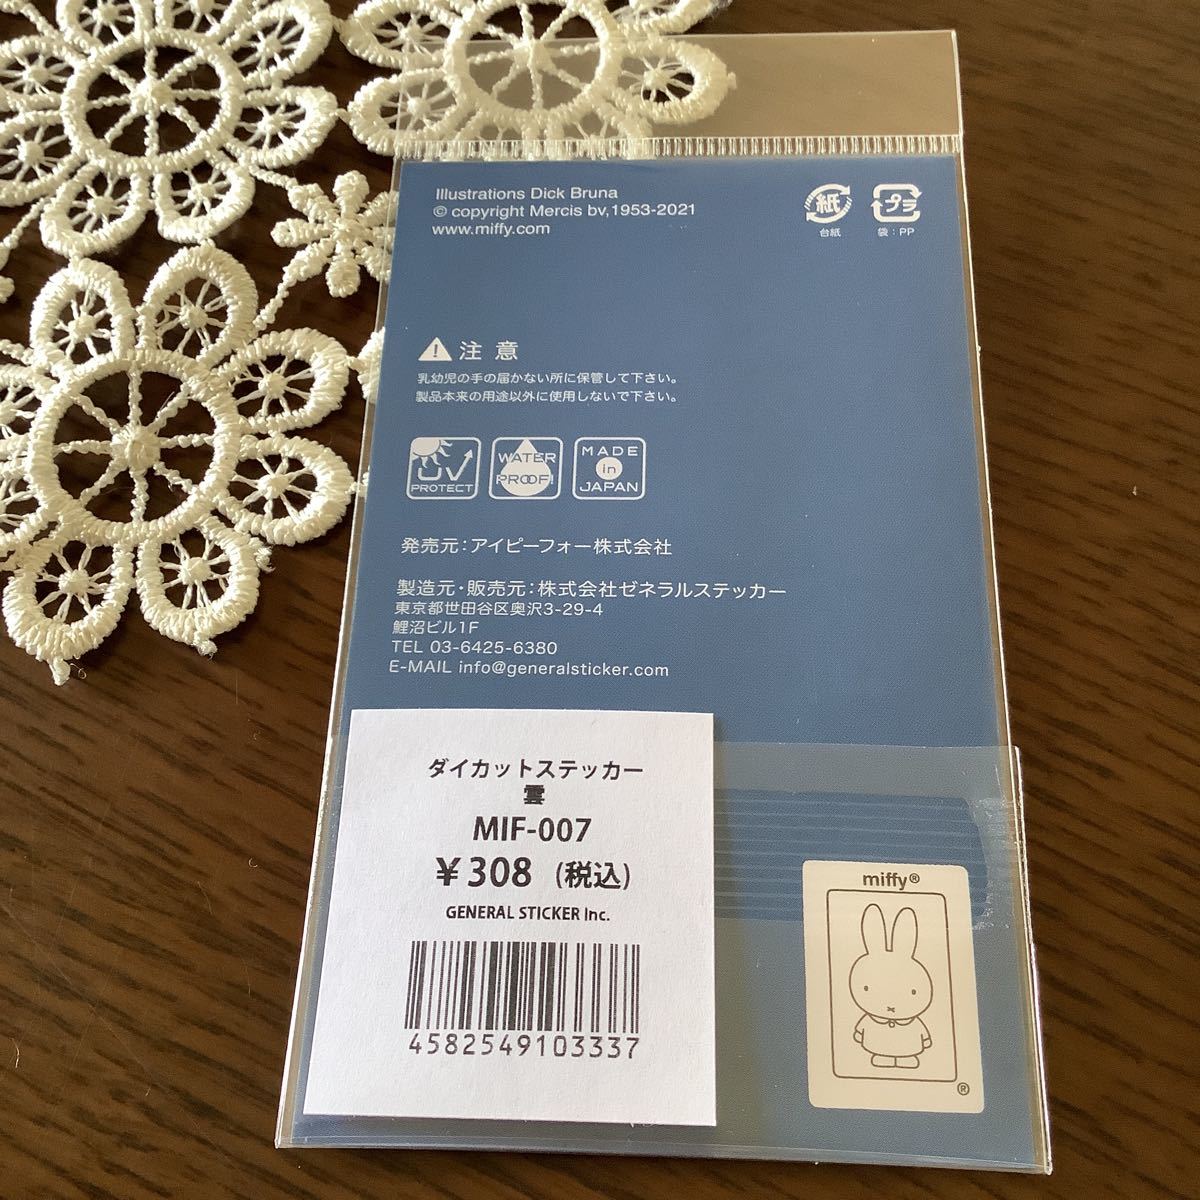 Illustrations Dick Bruna
© copyright Mercis bv,1953-2021
www.miffy.com
紙
台紙
プラ
袋：PP
注 意
乳幼児の手の届かない所に保管して下さい。
製品本来の用途以外に使用しないで下さい。
UV
PROTECT
WATER
PROOF!
MADE
in
JAPAN
発売元：アイピーフォー株式会社
製造元・販売元：株式会社ゼネラルステッカー
東京都世田谷区奥沢3-29-4
鯉沼ビル1F
TEL 03-6425-6380
E-MAIL info@generalsticker.com
ダイカットステッカー
雲
MIF-007
¥308 (税込)
GENERAL STICKER Inc.
4582549103337
miffy®
®